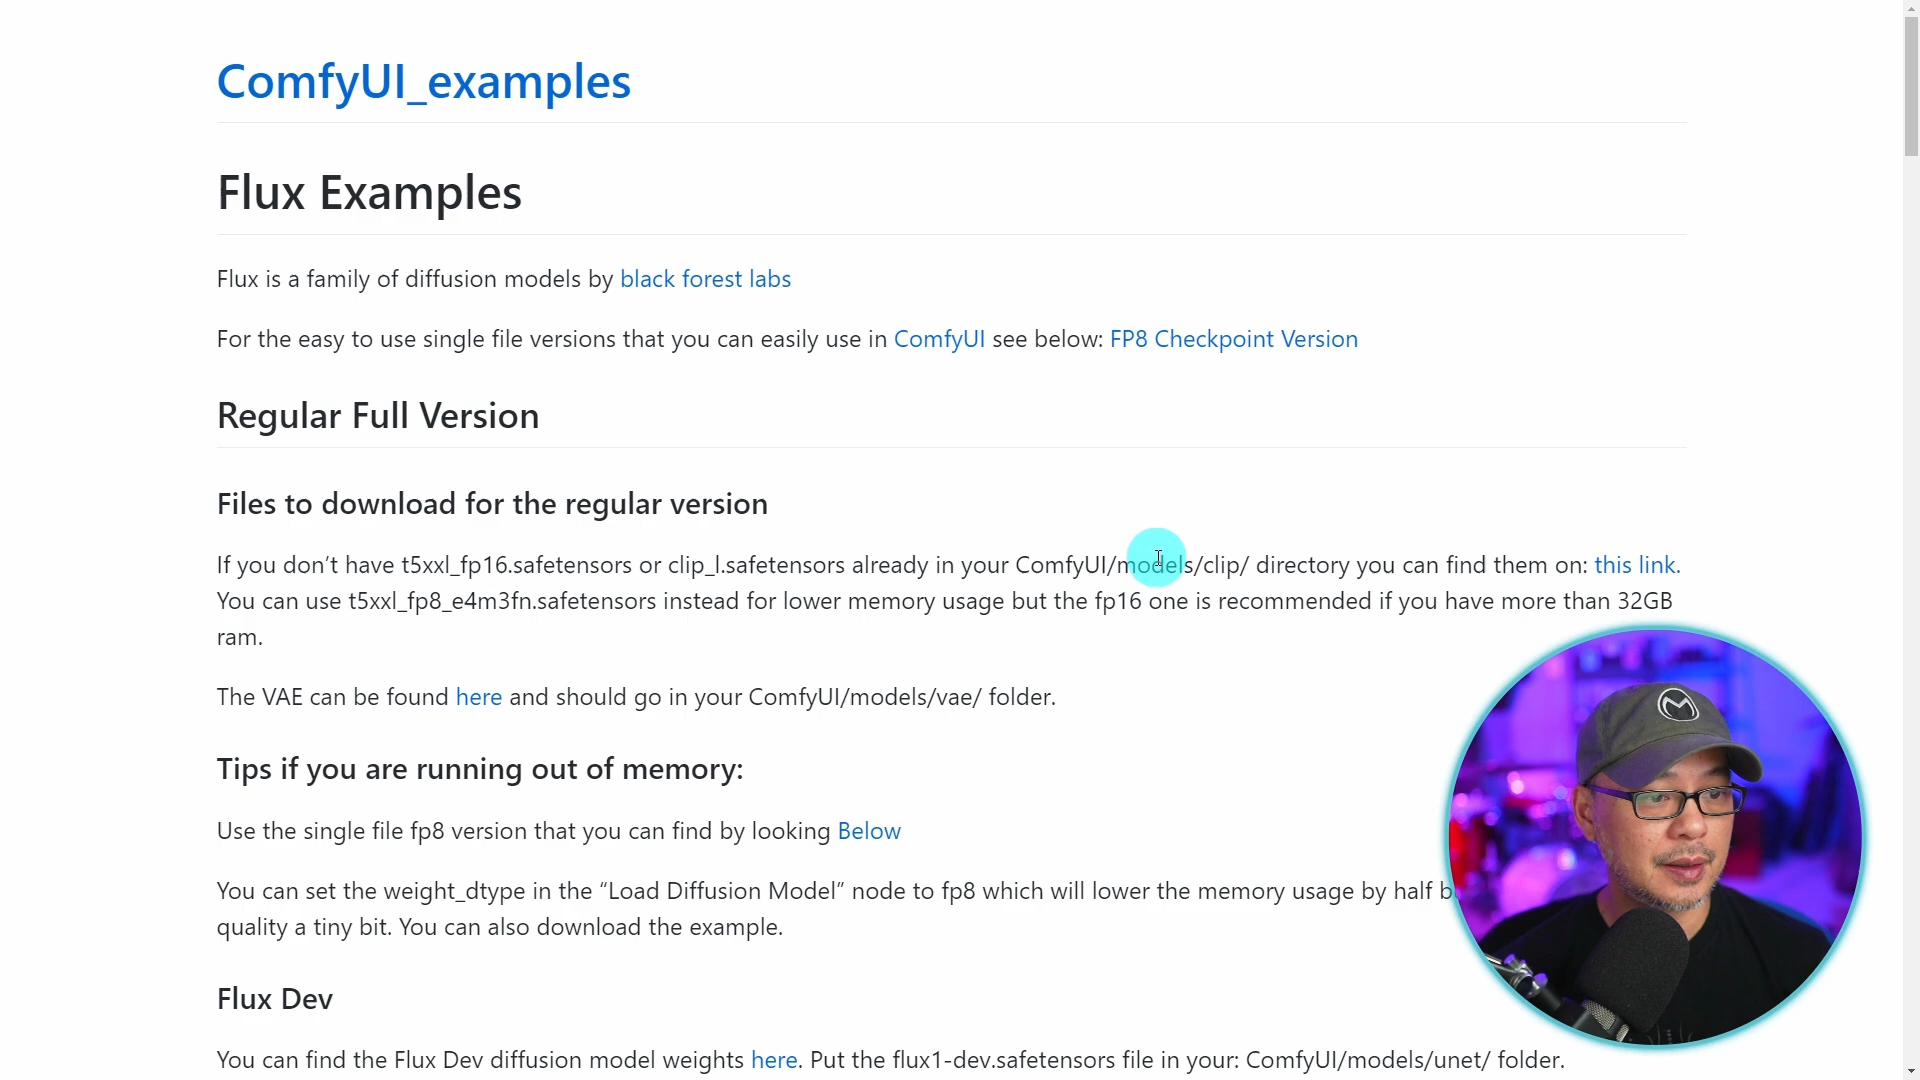 ComfyUI_examples
Flux Examples
Flux is a family of diffusion models by black forest labs
For the easy to use single file versions that you can easily use in ComfyUI see below: FP8 Checkpoint Version
Regular Full Version
Files to download for the regular version
If you don’t have t5xxl_fp16.safetensors or clip_l.safetensors already in your ComfyUI/models/clip/ directory you can find them on: this link.
You can use t5xxl_fp8_e4m3fn.safetensors instead for lower memory usage but the fp16 one is recommended if you have more than 32GB
ram.
The VAE can be found here and should go in your ComfyUI/models/vae/ folder.
Tips if you are running out of memory:
Use the single file fp8 version that you can find by looking Below
You can set the weight_dtype in the “Load Diffusion Model” node to fp8 which will lower the memory usage by half
quality a tiny bit. You can also download the example.
Flux Dev
You can find the Flux Dev diffusion model weights here. Put the flux1-dev.safetensors file in your: ComfyUI/models/unet/ folder.